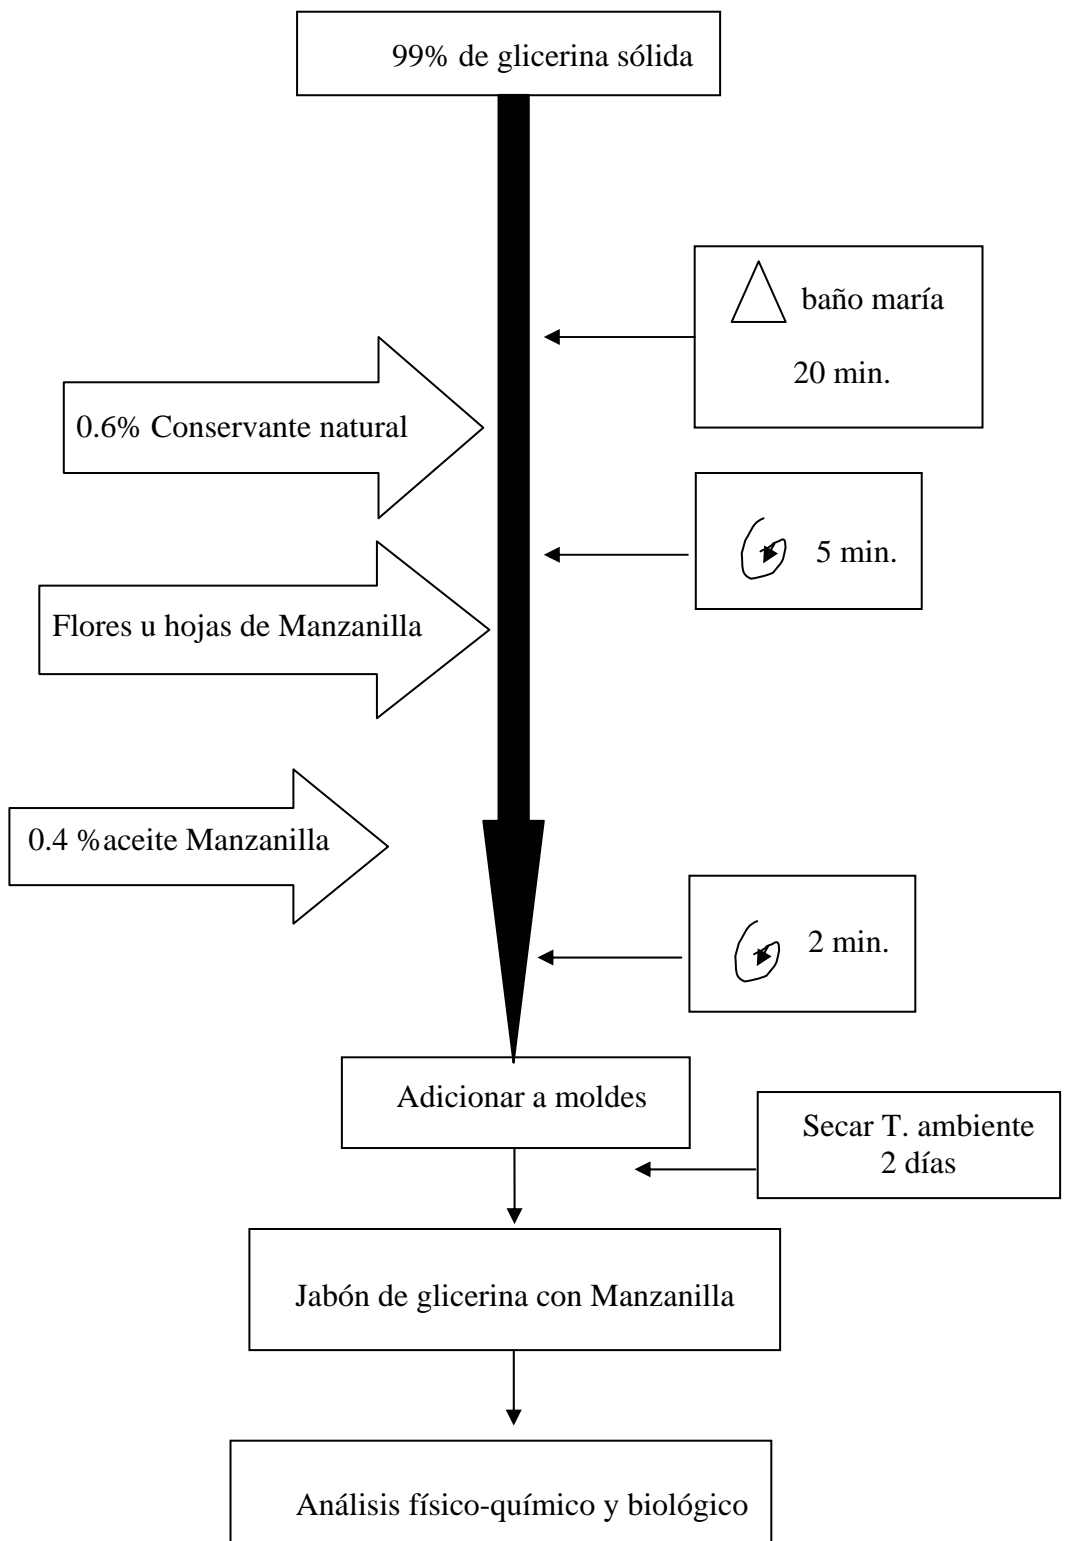 99% de glicerina sólida
baño maría
20 min.
0.6% Conservante natural
5 min.
Flores u hojas de Manzanilla
0.4 %aceite Manzanilla
2 min.
Adicionar a moldes
Secar T. ambiente
2 días
Jabón de glicerina con Manzanilla
Análisis físico-químico y biológico